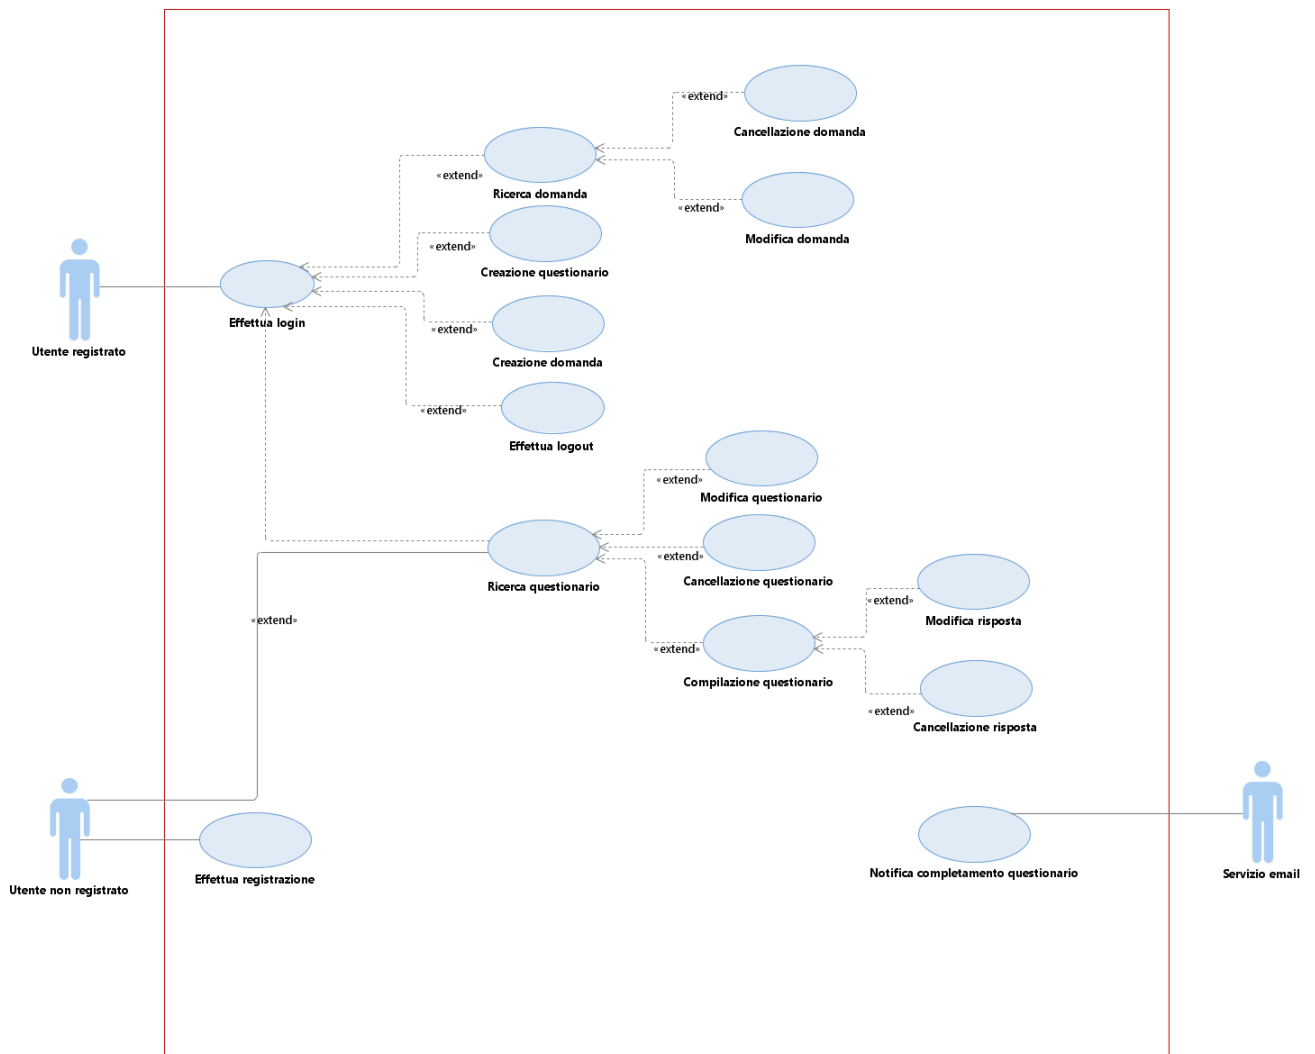 «extend»
Cancellazione domanda
«extend»
Ricerca domanda
«extend»
Modifica domanda
«extend»
Creazione questionario
Effettua login
«extend»
Utente registrato
Creazione domanda
«extend»
Effettua logout
«extend»
Modifica questionario
«extend»
Cancellazione questionario
Ricerca questionario
«extend»
Modifica risposta
«extend»
«extend»
Compilazione questionario
«extend»
Cancellazione risposta
Notifica completamento questionario
Servizio email
Effettua registrazione
Utente non registrato